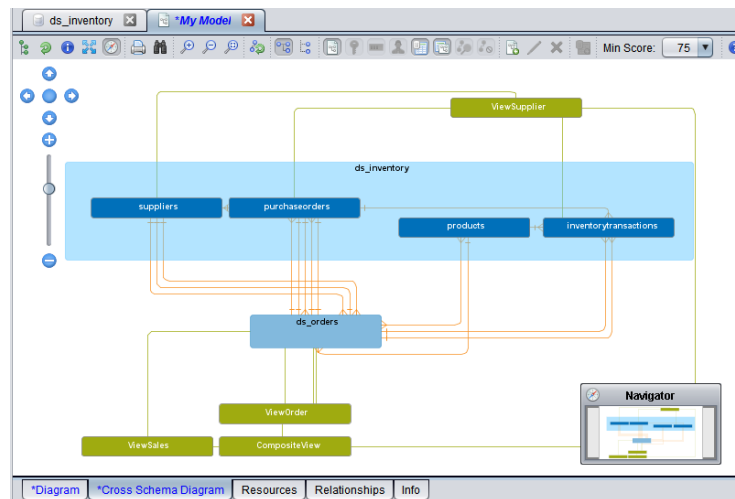 ds_inventory
*My Model
Min Score: 75
ViewSupplier
ds_inventory
suppliers
purchaseorders
products
inventorytransactions
ds_orders
ViewOrder
ViewSales
CompositeView
Navigator
*Diagram
*Cross Schema Diagram
Resources
Relationships
Info